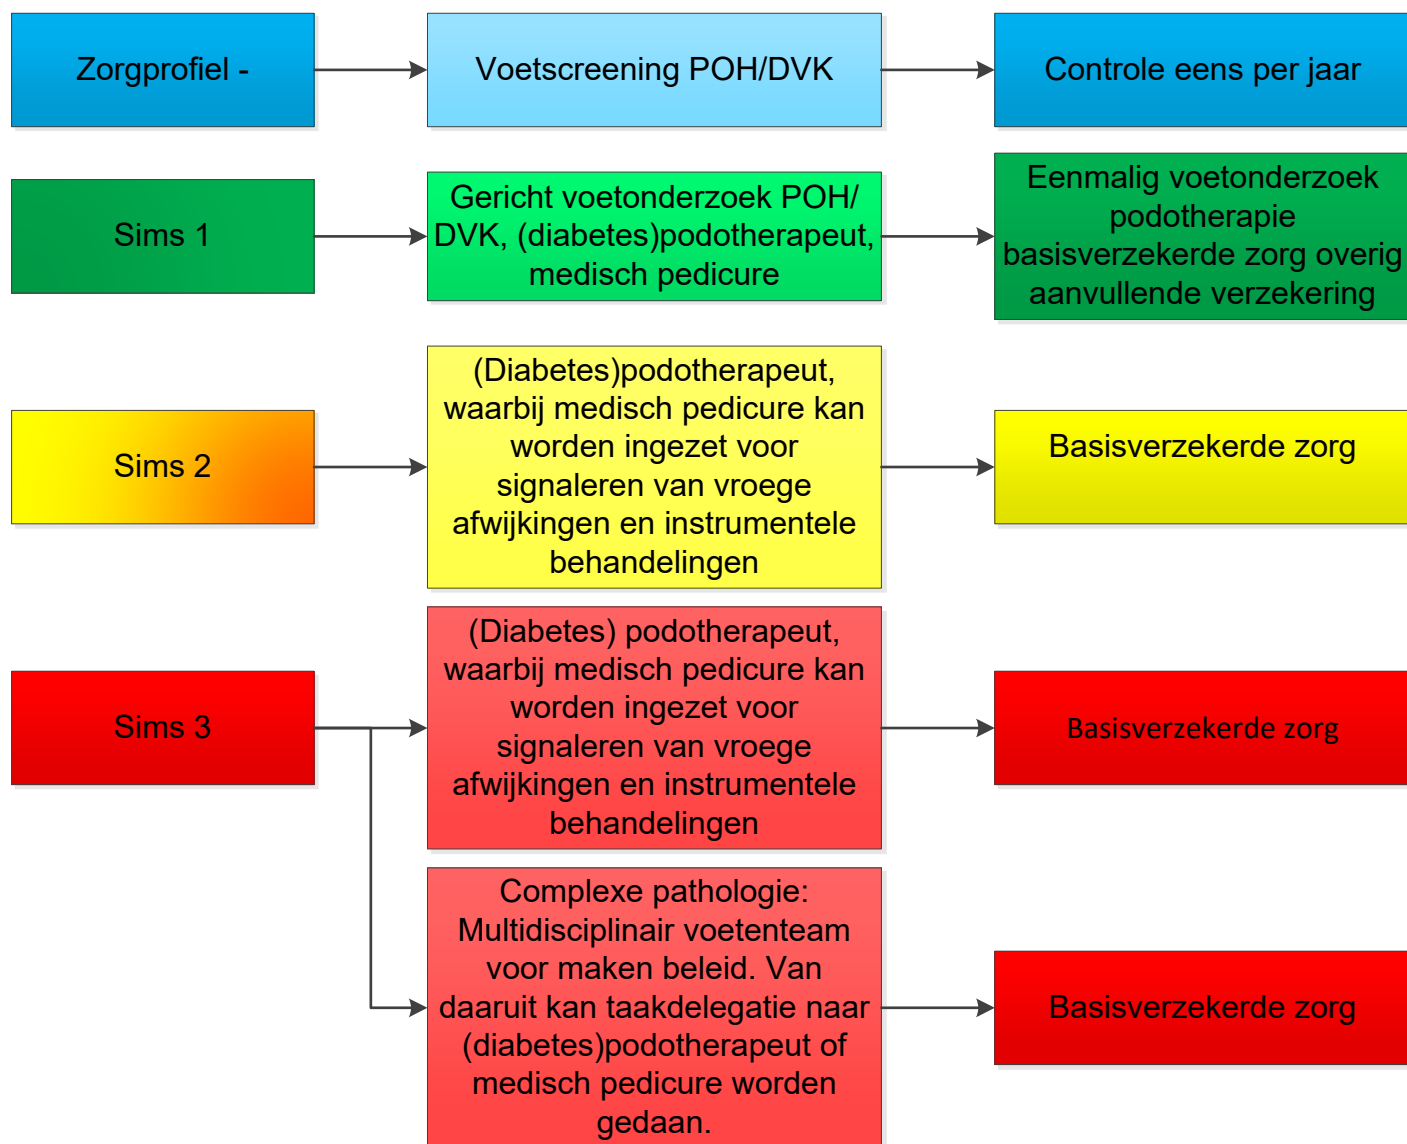 Zorgprofiel -
Voetscreening POH/DVK
Controle eens per jaar
Sims 1
Gericht voetonderzoek POH/
DVK, (diabetes)podotherapeut,
medisch pedicure
Eenmalig voetonderzoek
podotherapie
basisverzekerde zorg overig
aanvullende verzekering
Sims 2
(Diabetes)podotherapeut,
waarbij medisch pedicure kan
worden ingezet voor
signaleren van vroege
afwijkingen en instrumentele
behandelingen
Basisverzekerde zorg
Sims 3
(Diabetes) podotherapeut,
waarbij medisch pedicure kan
worden ingezet voor
signaleren van vroege
afwijkingen en instrumentele
behandelingen
Basisverzekerde zorg
Complexe pathologie:
Multidisciplinair voetenteam
voor maken beleid. Van
daaruit kan taakdelegatie naar
(diabetes)podotherapeut of
medisch pedicure worden
gedaan.
Basisverzekerde zorg